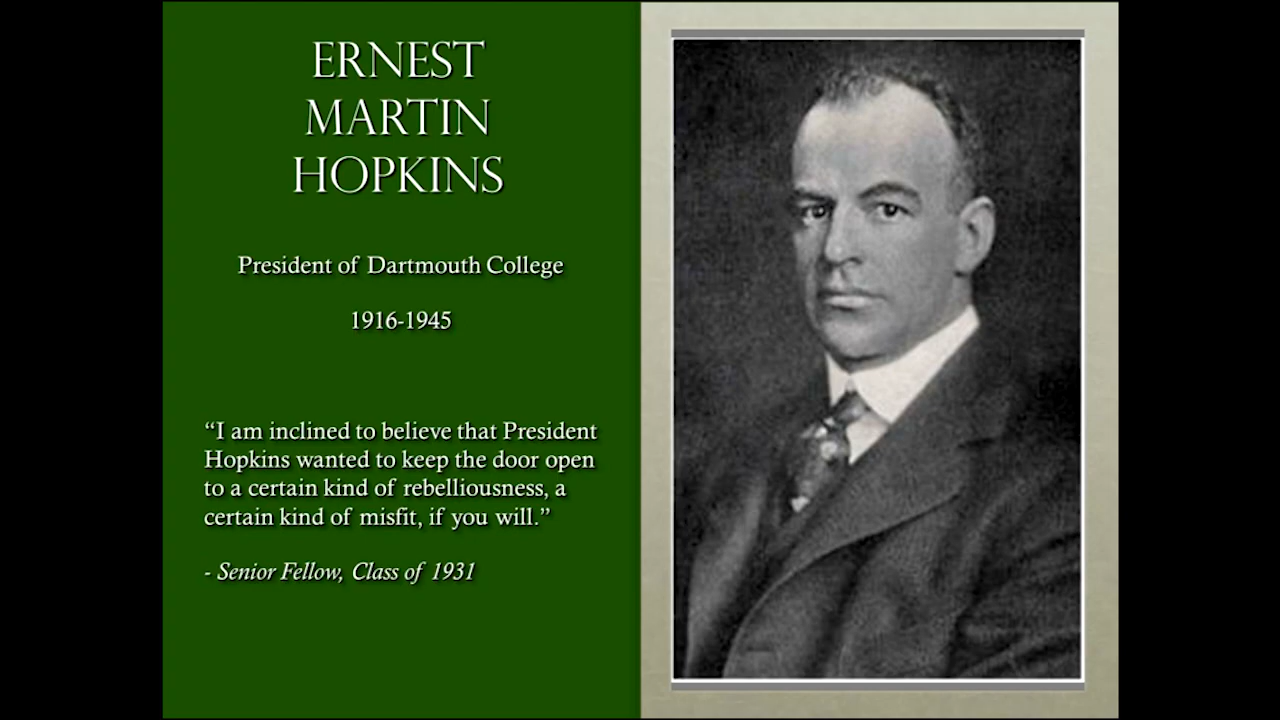 ERNEST
MARTIN
HOPKINS
President of Dartmouth College
1916-1945
“I am inclined to believe that President
Hopkins wanted to keep the door open
to a certain kind of rebelliousness, a
certain kind of misfit, if you will.”
- Senior Fellow, Class of 1931